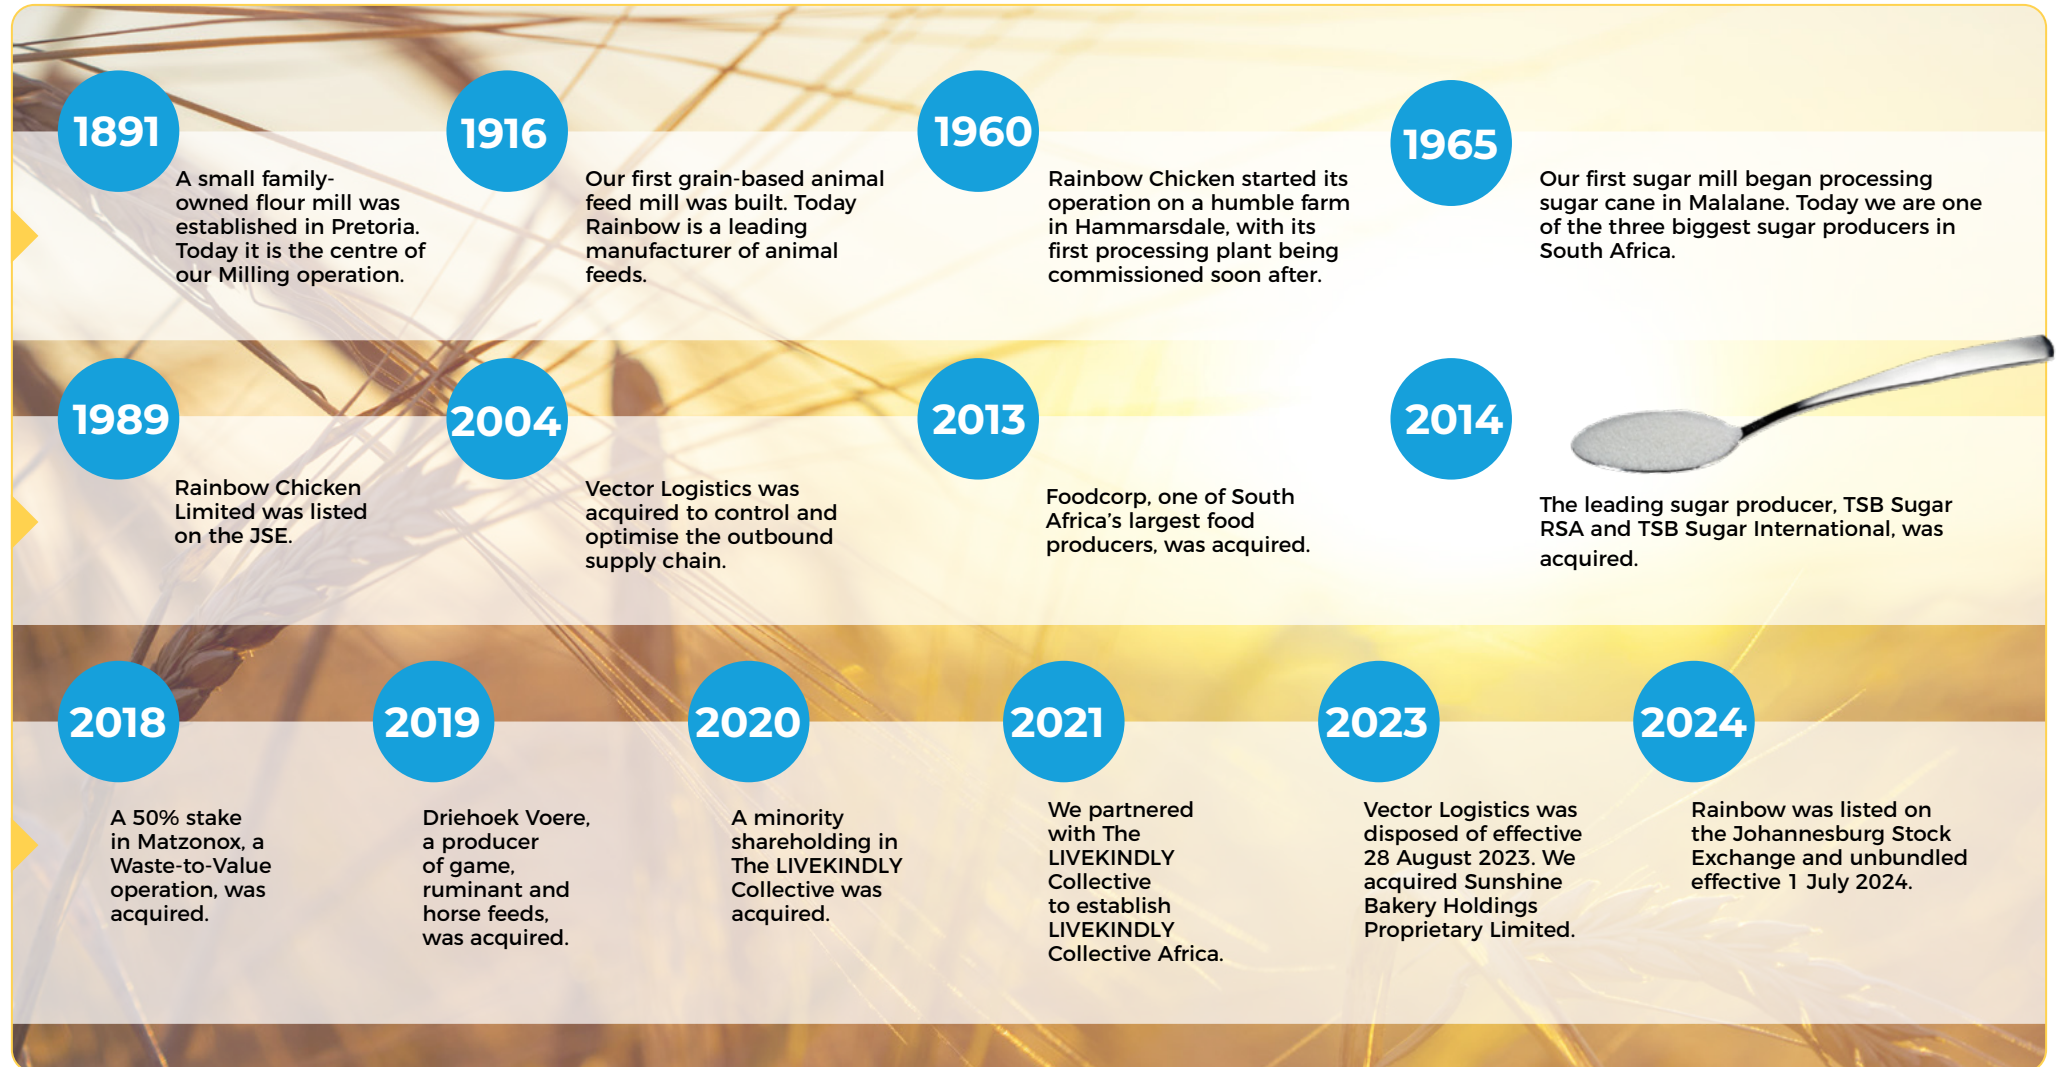 1891
A small family-
owned flour mill was
established in Pretoria.
Today it is the centre of
our Milling operation.
1916
Our first grain-based animal
feed mill was built. Today
Rainbow is a leading
manufacturer of animal
feeds.
1960
Rainbow Chicken started its
operation on a humble farm
in Hammarsdale, with its
first processing plant being
commissioned soon after.
1965
Our first sugar mill began processing
sugar cane in Malalane. Today we are one
of the three biggest sugar producers in
South Africa.
1989
Rainbow Chicken
Limited was listed
on the JSE.
2004
Vector Logistics was
acquired to control and
optimise the outbound
supply chain.
2013
Foodcorp, one of South
Africa’s largest food
producers, was acquired.
2014
The leading sugar producer, TSB Sugar
RSA and TSB Sugar International, was
acquired.
2018
A 50% stake
in Matzonox, a
Waste-to-Value
operation, was
acquired.
2019
Driehoek Voere,
a producer
of game,
ruminant and
horse feeds,
was acquired.
2020
A minority
shareholding in
The LIVEKINDLY
Collective was
acquired.
2021
We partnered
with The
LIVEKINDLY
Collective
to establish
LIVEKINDLY
Collective Africa.
2023
Vector Logistics was
disposed of effective
28 August 2023. We
acquired Sunshine
Bakery Holdings
Proprietary Limited.
2024
Rainbow was listed on
the Johannesburg Stock
Exchange and unbundled
effective 1 July 2024.